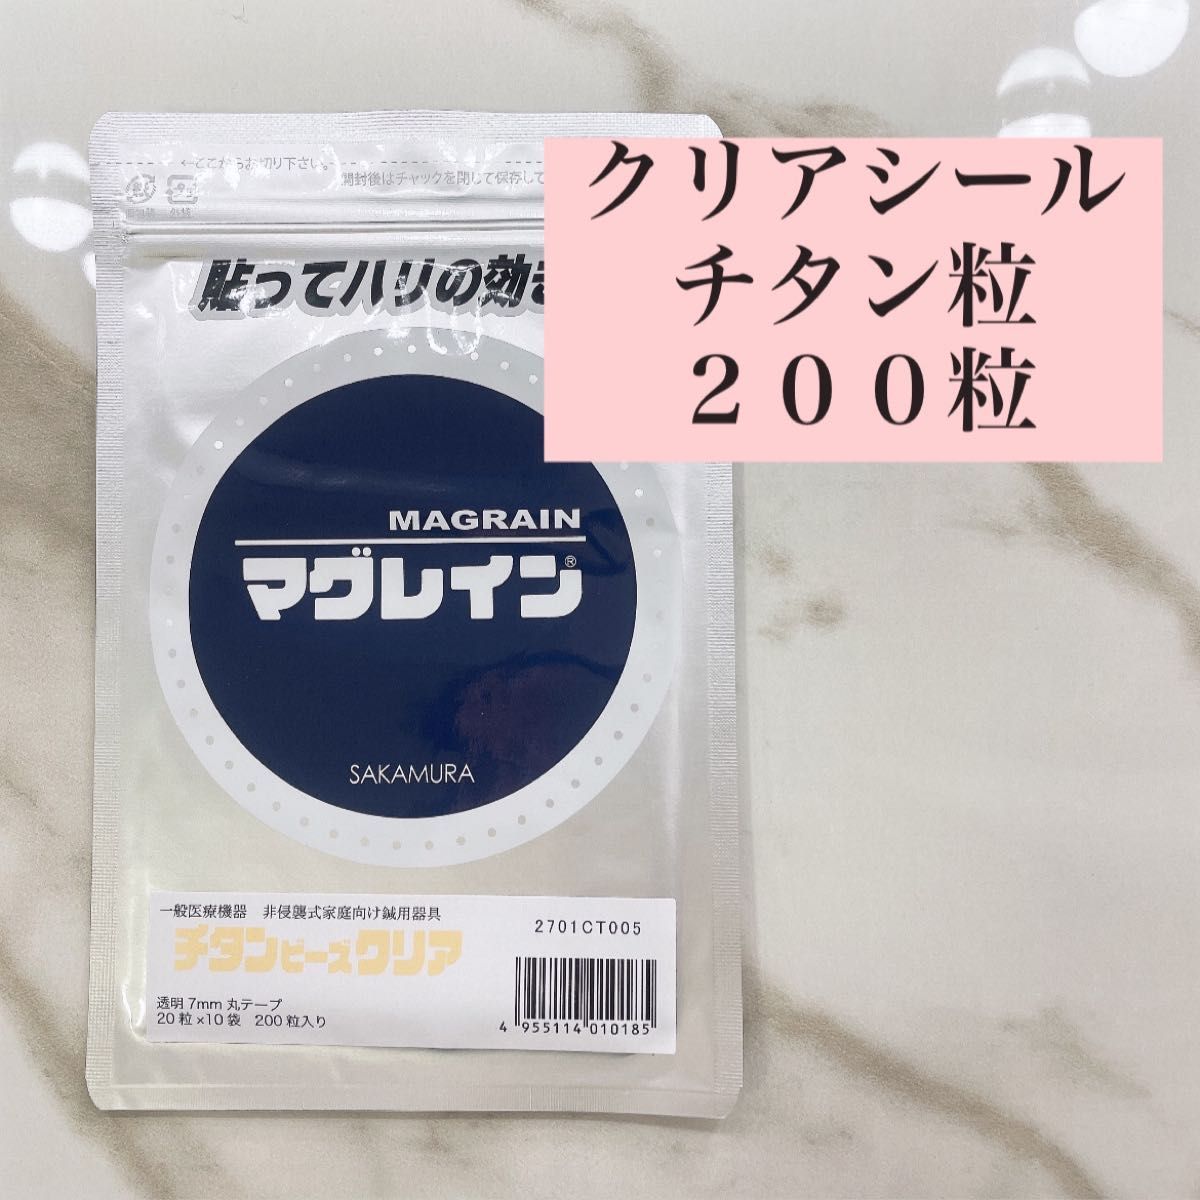 ←ここからお切り下さい。
開封後はチャックを閉じて保存して
外袋
貼ってハリの効き
クリアシール
チタン粒
200粒
MAGRAIN
マグレイン®
SAKAMURA
一般医療機器 非侵襲式家庭向け鍼用器具
2701CT005
チタンビーズクリア
透明 7mm 丸テープ
20粒×10袋 200粒入り
4 955114 010185